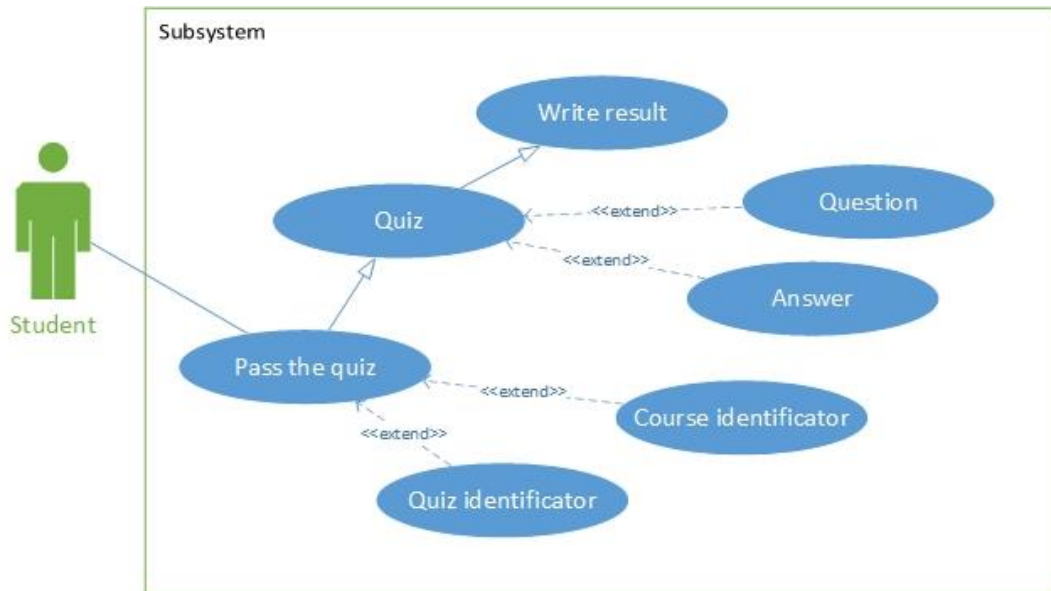 Subsystem
Write result
Question
Quiz
<<extend>>
<<extend>>
Answer
Student
Pass the quiz
<<extend>>
Course identificator
<<extend>>
Quiz identificator